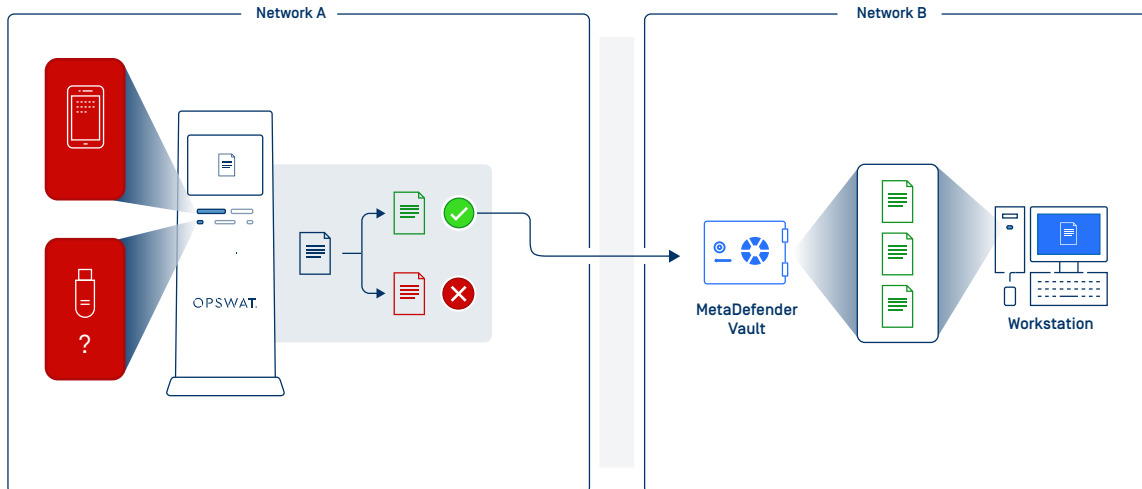 Network A
Network B
?
OPSWAT.
MetaDefender
Vault
Workstation